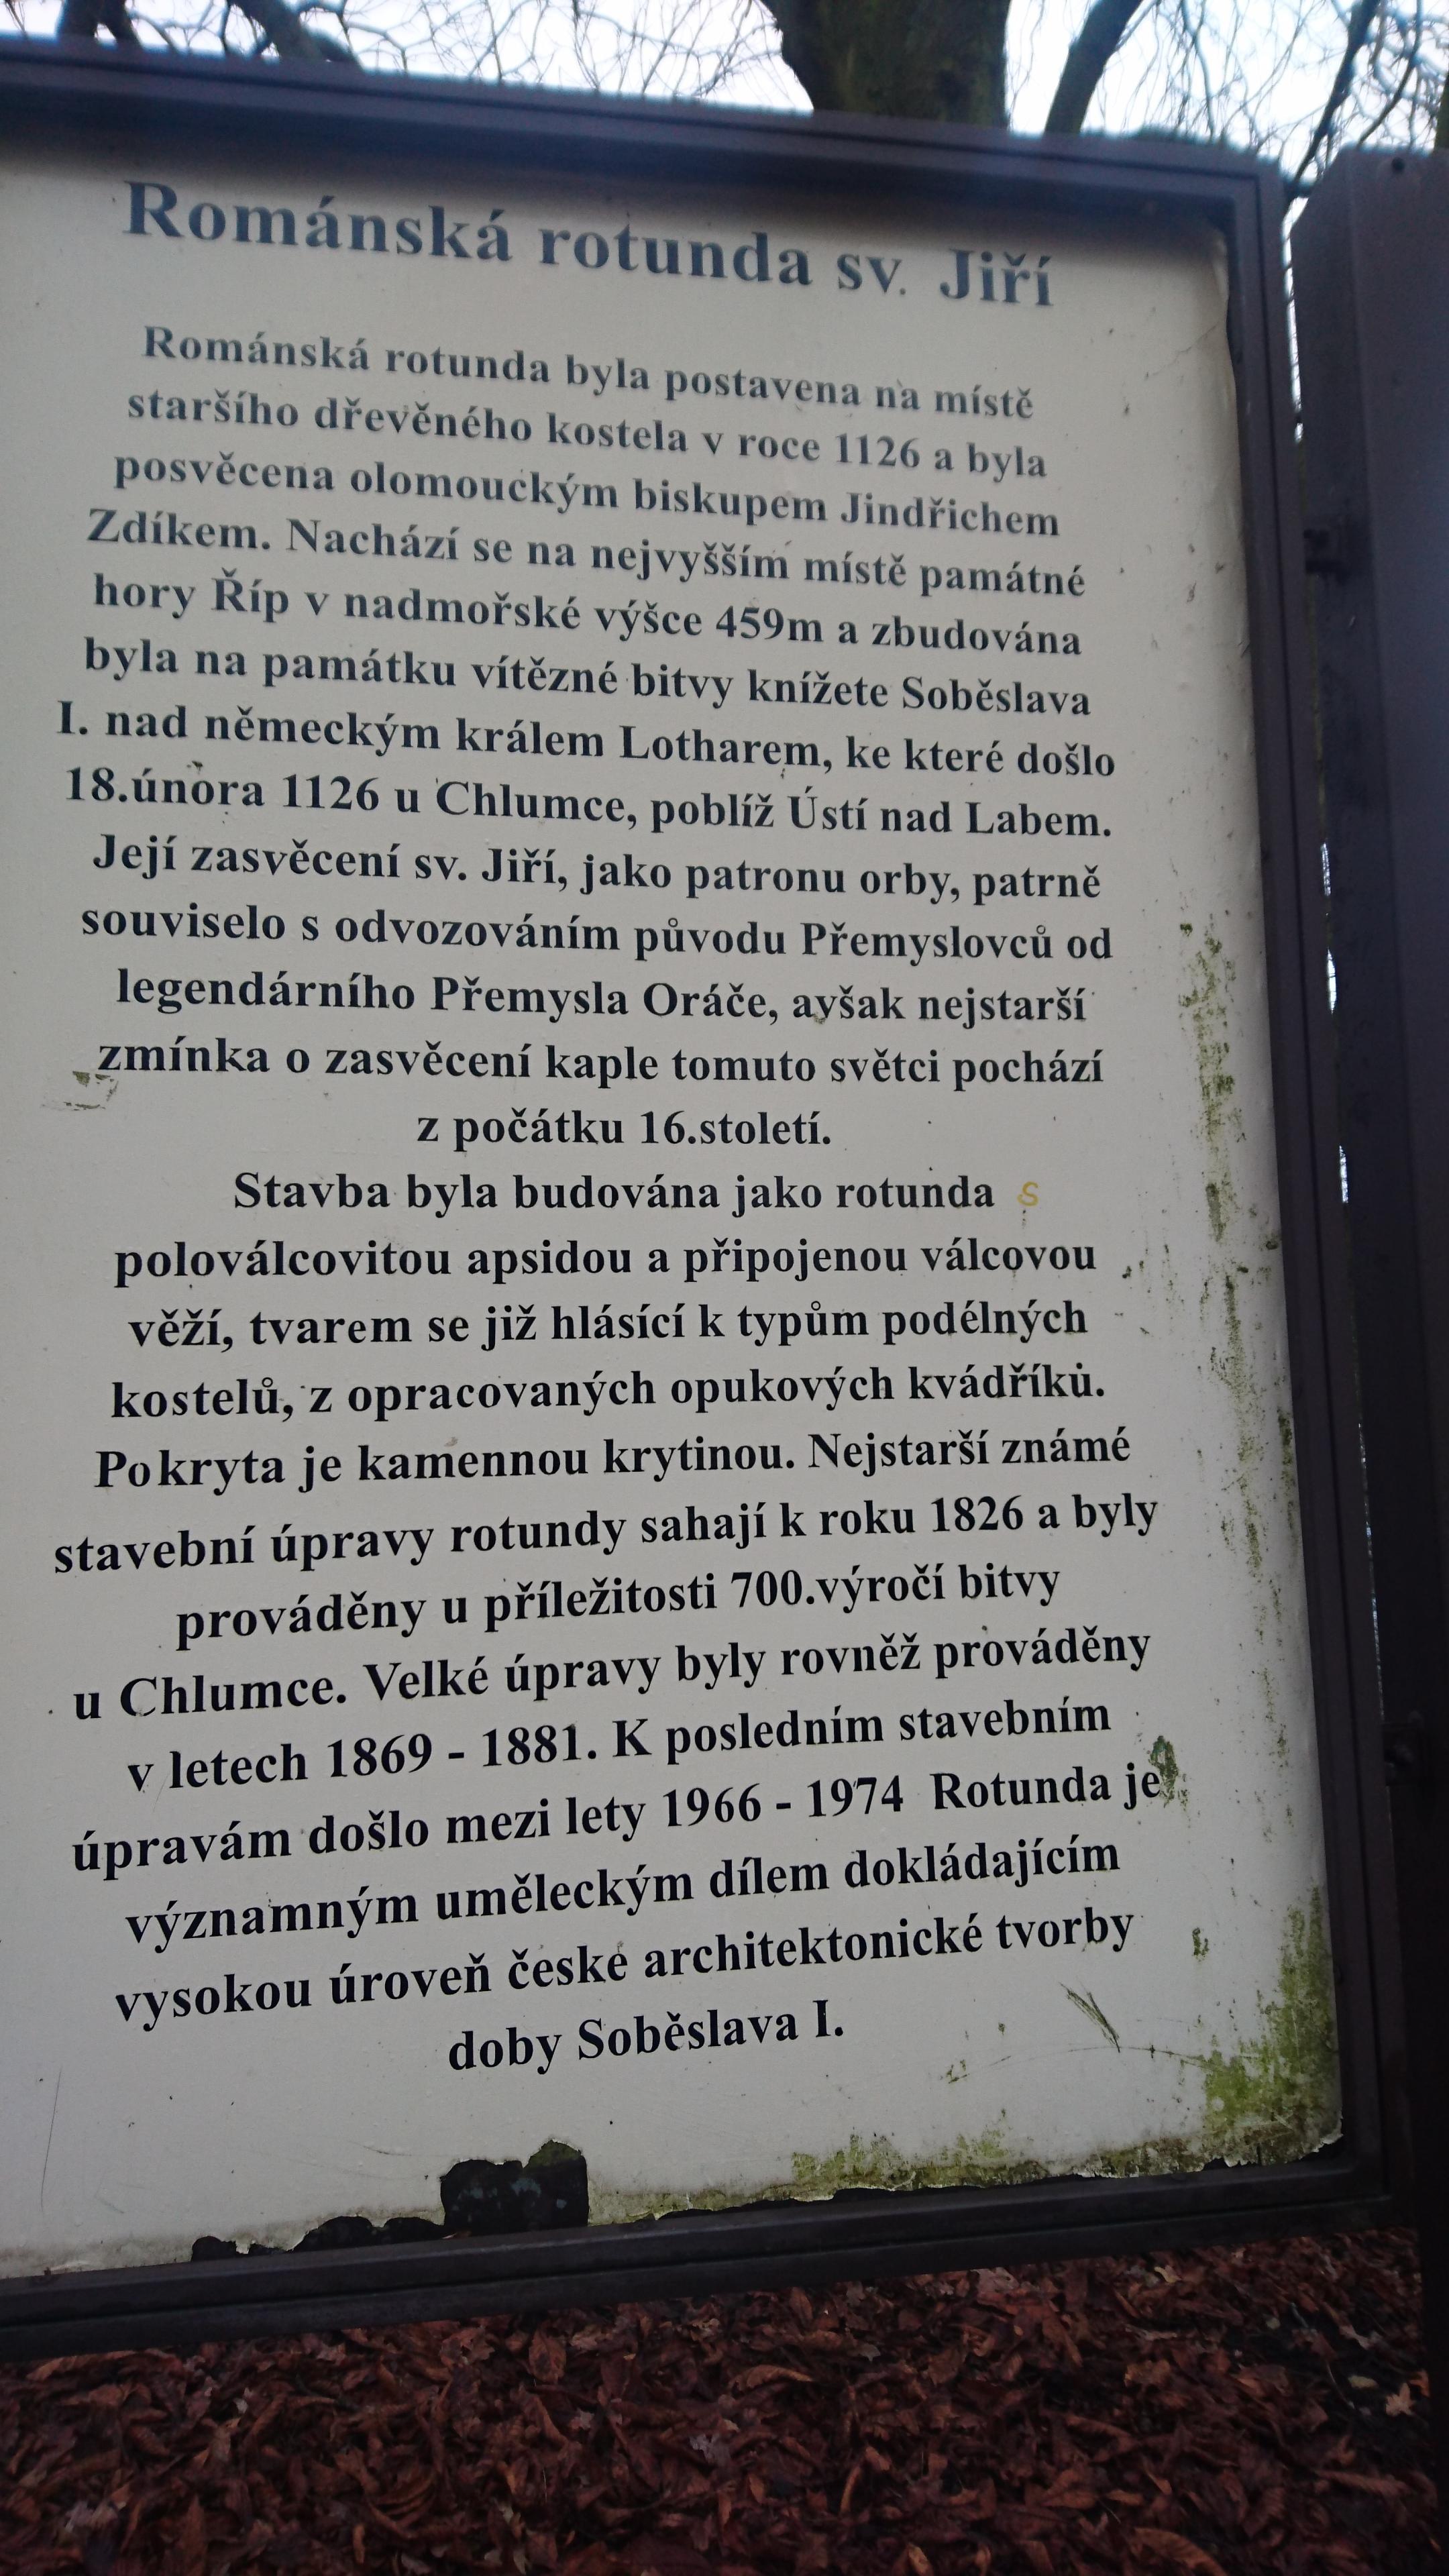 Románská rotunda sv. Jiří
Románská rotunda byla postavena na místě
staršího dřevěného kostela v roce 1126 a byla
posvěcena olomouckým biskupem Jindřichem
Zdíkem. Nachází se na nejvyšším místě památné
hory Říp v nadmořské výšce 459m a zbudována
byla na památku vítězné bitvy knížete Soběslava
I. nad německým králem Lotharem, ke které došlo
18.února 1126 u Chlumce, poblíž Ústí nad Labem.
Její zasvěcení sv. Jiří, jako patronu orby, patrně
souviselo s odvozováním původu Přemyslovců od
legendárního Přemysla Oráče, avšak nejstarší
zmínka o zasvěcení kaple tomuto světci pochází
z počátku 16.století.
Stavba byla budována jako rotunda s
poloválcovitou apsidou a připojenou válcovou
věží, tvarem se již hlásící k typům podélných
kostelů, z opracovaných opukových kvádříků.
Pokryta je kamennou krytinou. Nejstarší známé
stavební úpravy rotundy sahají k roku 1826 a byly
prováděny u příležitosti 700.výročí bitvy
u Chlumce. Velké úpravy byly rovněž prováděny
v letech 1869 - 1881. K posledním stavebním
úpravám došlo mezi lety 1966 - 1974 Rotunda je
významným uměleckým dílem dokládajícím
vysokou úroveň české architektonické tvorby
doby Soběslava I.